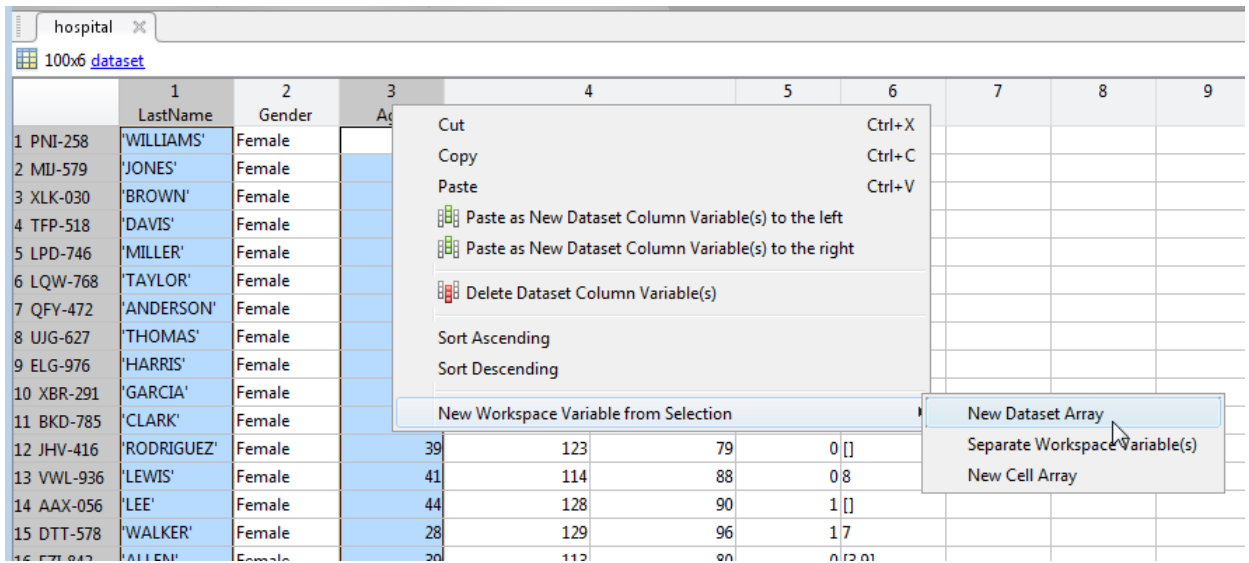 hospital
100x6 dataset
1 2 3 4 5 6 7 8 9
LastName Gender
1 PNI-258 'WILLIAMS' Female
2 MIJ-579 'JONES' Female
3 XLK-030 'BROWN' Female
4 TFP-518 'DAVIS' Female
5 LPD-746 'MILLER' Female
6 LQW-768 'TAYLOR' Female
7 QFY-472 'ANDERSON' Female
8 UJG-627 'THOMAS' Female
9 ELG-976 'HARRIS' Female
10 XBR-291 'GARCIA' Female
11 BKD-785 'CLARK' Female
12 JHV-416 'RODRIGUEZ' Female 39 123 79 0 []
13 VWL-936 'LEWIS' Female 41 114 88 0 8
14 AAX-056 'LEE' Female 44 128 90 1 []
15 DTT-578 'WALKER' Female 28 129 96 1 7
Cut Ctrl+X
Copy Ctrl+C
Paste Ctrl+V
Paste as New Dataset Column Variable(s) to the left
Paste as New Dataset Column Variable(s) to the right
Delete Dataset Column Variable(s)
Sort Ascending
Sort Descending
New Workspace Variable from Selection
New Dataset Array
Separate Workspace Variable(s)
New Cell Array